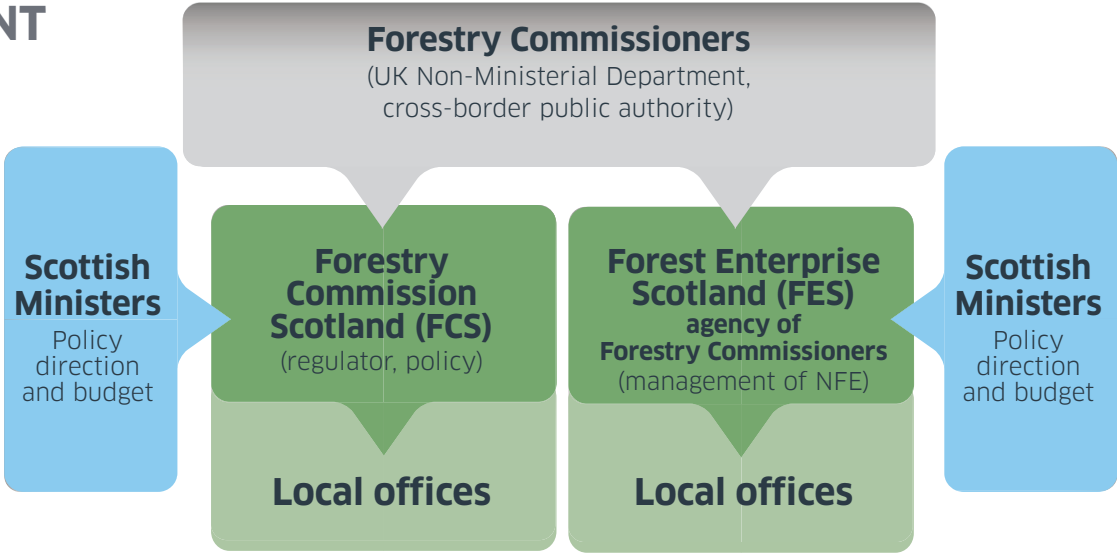 NT
Forestry Commissioners
(UK Non-Ministerial Department,
cross-border public authority)
Scottish
Ministers
Policy
direction
and budget
Forestry
Commission
Scotland (FCS)
(regulator, policy)
Forest Enterprise
Scotland (FES)
agency of
Forestry Commissioners
(management of NFE)
Scottish
Ministers
Policy
direction
and budget
Local offices
Local offices